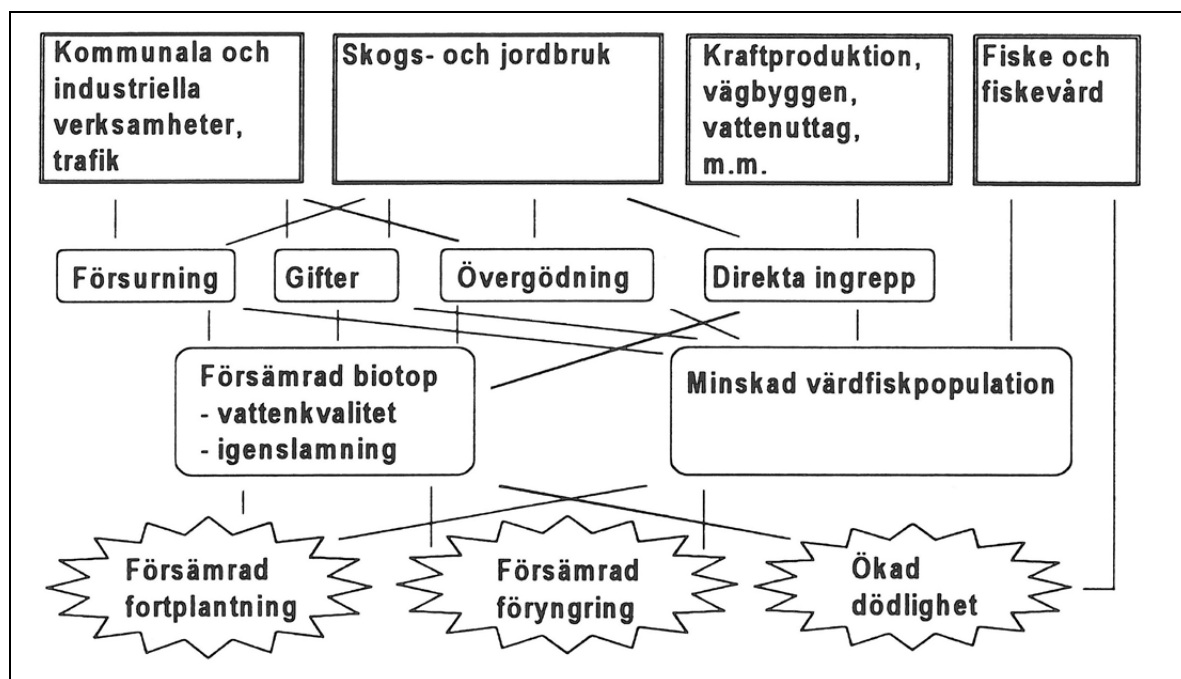 Kommunala och
industriella
verksamheter,
trafik
Skogs- och jordbruk
Kraftproduktion,
vägbyggen,
vattenuttag,
m.m.
Fiske och
fiskevård
Försurning
Gifter
Övergödning
Direkta ingrepp
Försämrad biotop
- vattenkvalitet
- igenslamning
Minskad värdfiskpopulation
Försämrad
fortplantning
Försämrad
föryngring
Ökad
dödlighet